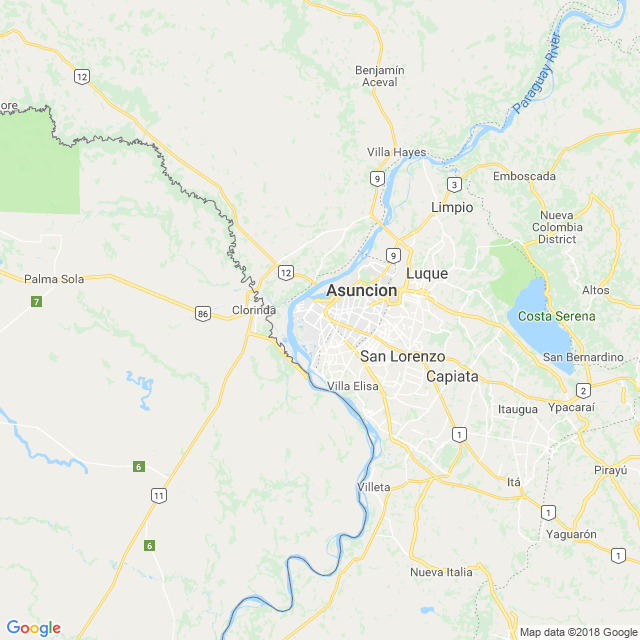 Benjamín
Aceval
12
ore
Paraguay River
Villa Hayes
9
3
Emboscada
Limpio
Nueva
Colombia
District
9
Luque
12
Palma Sola
Asuncion
Altos
7
86
Clorinda
Costa Serena
San Lorenzo
San Bernardino
Capiata
Villa Elisa
2
Itaugua
Ypacaraí
1
6
Pirayú
11
Villeta
Itá
1
Yaguarón
6
1
Nueva Italia
Google
Map data ©2018 Google